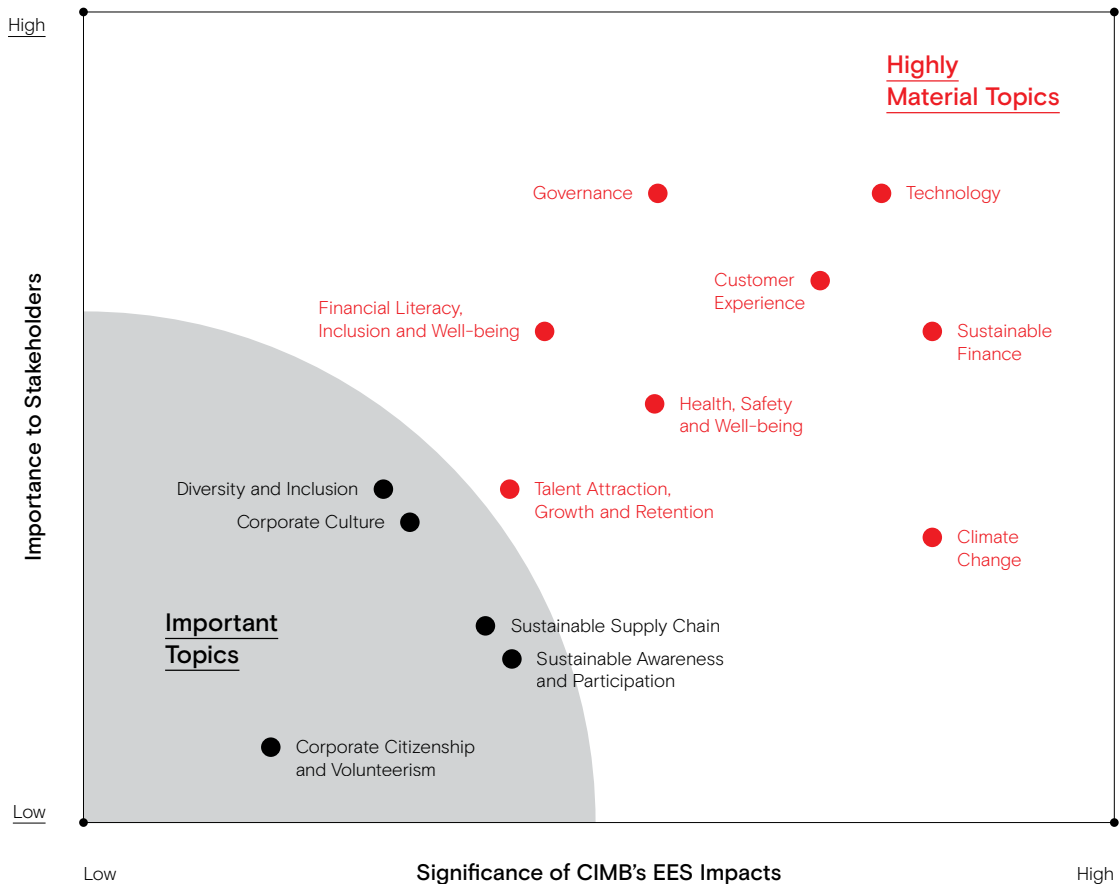 High
Highly
Material Topics
Governance
Technology
Customer
Experience
Financial Literacy,
Inclusion and Well-being
Sustainable
Finance
Health, Safety
and Well-being
Importance to Stakeholders
Diversity and Inclusion
Talent Attraction,
Growth and Retention
Corporate Culture
Climate
Change
Important
Topics
Sustainable Supply Chain
Sustainable Awareness
and Participation
Corporate Citizenship
and Volunteerism
Low
Low
Significance of CIMB's EES Impacts
High